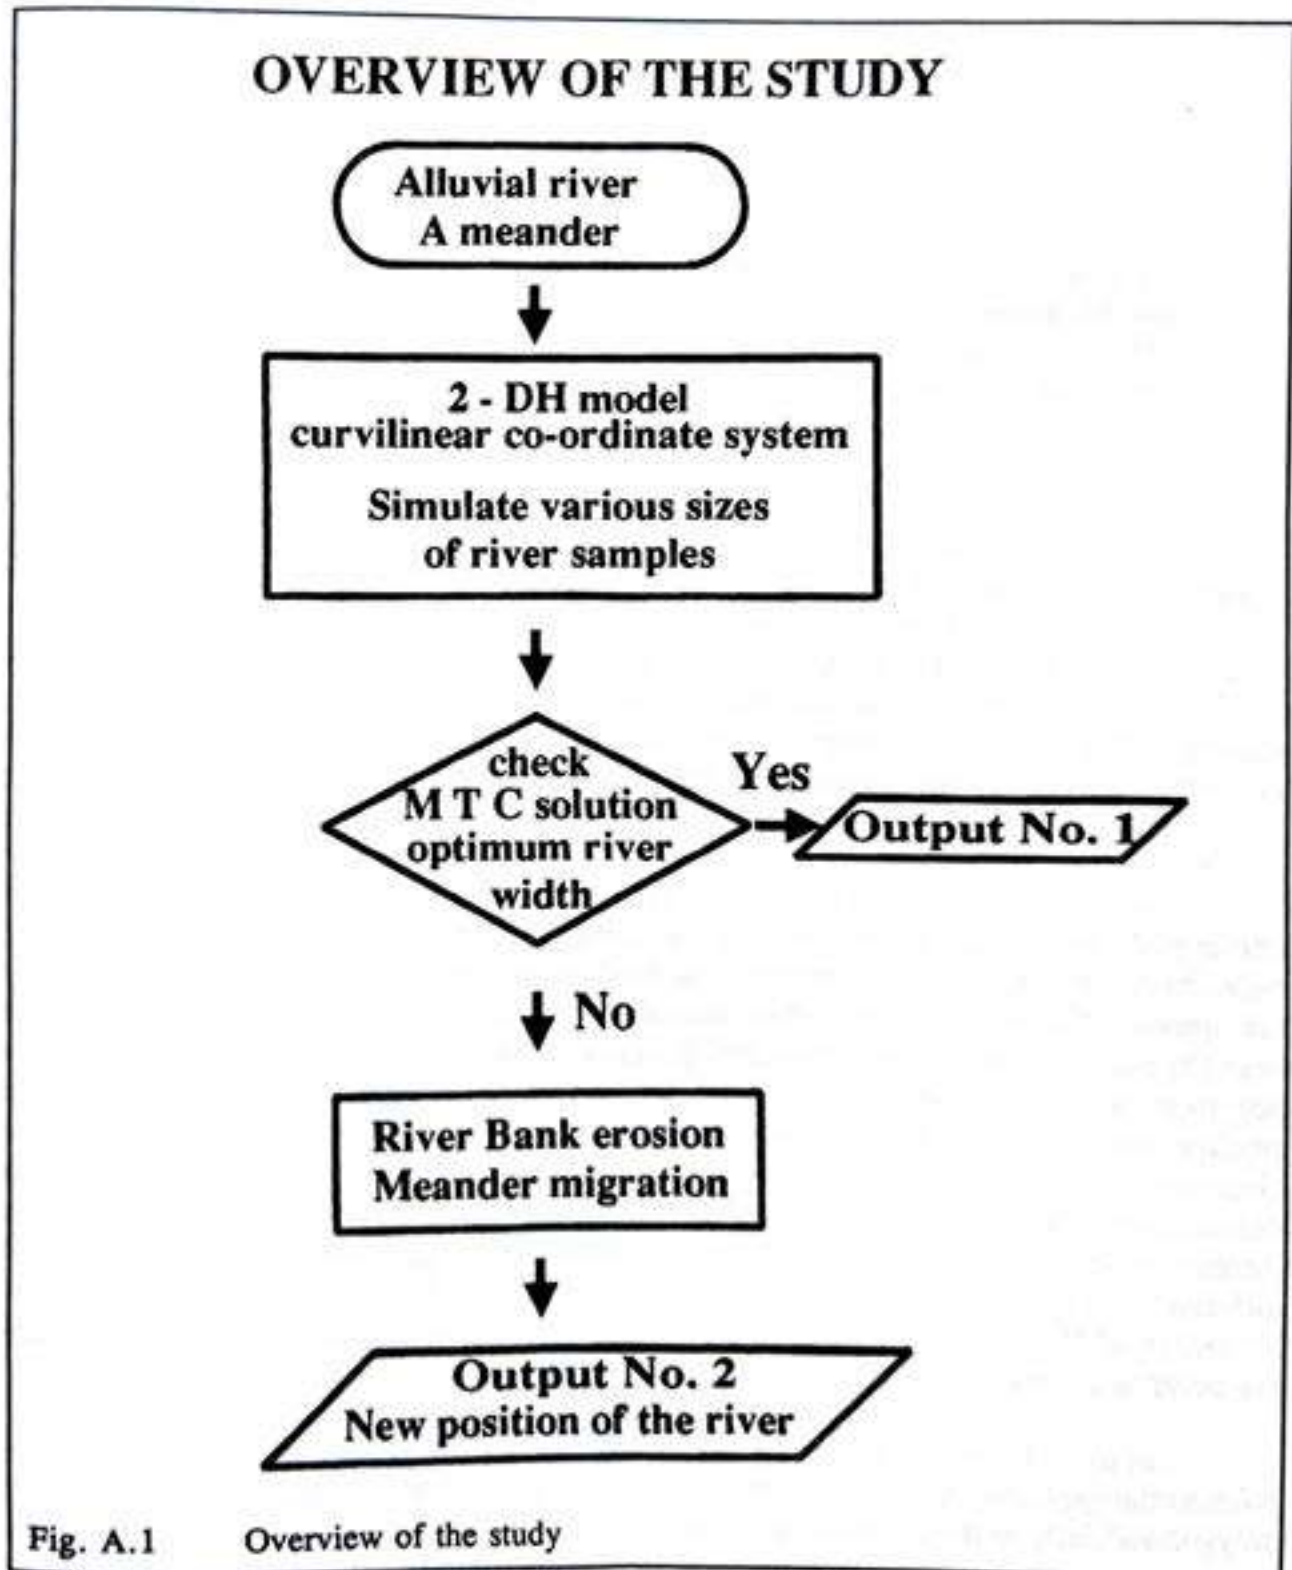 OVERVIEW OF THE STUDY
Alluvial river
A meander
2 - DH model
curvilinear co-ordinate system
Simulate various sizes
of river samples
check
M T C solution
optimum river
width
Yes
Output No. 1
No
River Bank erosion
Meander migration
Output No. 2
New position of the river
Fig. A.1 Overview of the study